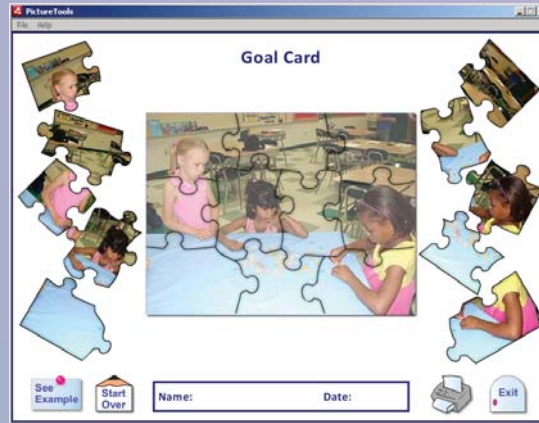 PictureTools
File Help
Goal Card
See
Example
Start
Over
Name: Date:
Exit